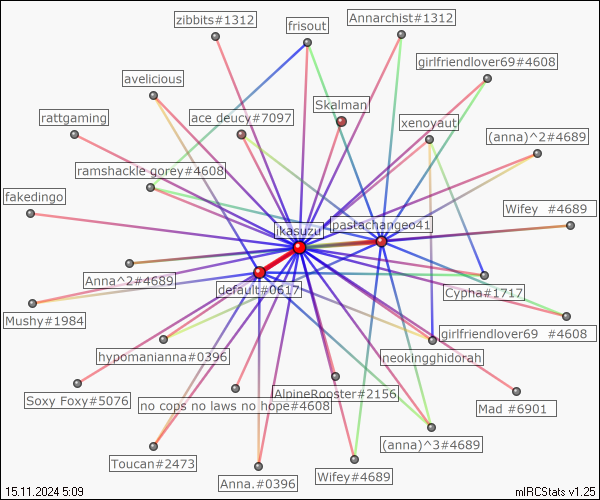 zibbits#1312
frisout
Annarchist#1312
girlfriendlover69#4608
avelicious
Skalman
rattgaming
ace deucy#7097
xenoyaut
(anna)^2#4689
ramshackle gorey#4608
fakedingo
Wifey  #4689
jkasuzu
pastachangeo41
Anna^2#4689
default#0617
Cypha#1717
Mushy#1984
girlfriendlover69  #4608
hypomanianna#0396
neokingghidorah
Soxy Foxy#5076
no cops no laws no hope#4608
AlpineRooster#2156
Mad #6901
(anna)^3#4689
Toucan#2473
Anna.#0396
Wifey#4689
15.11.2024 5:09
mIRCStats v1.25